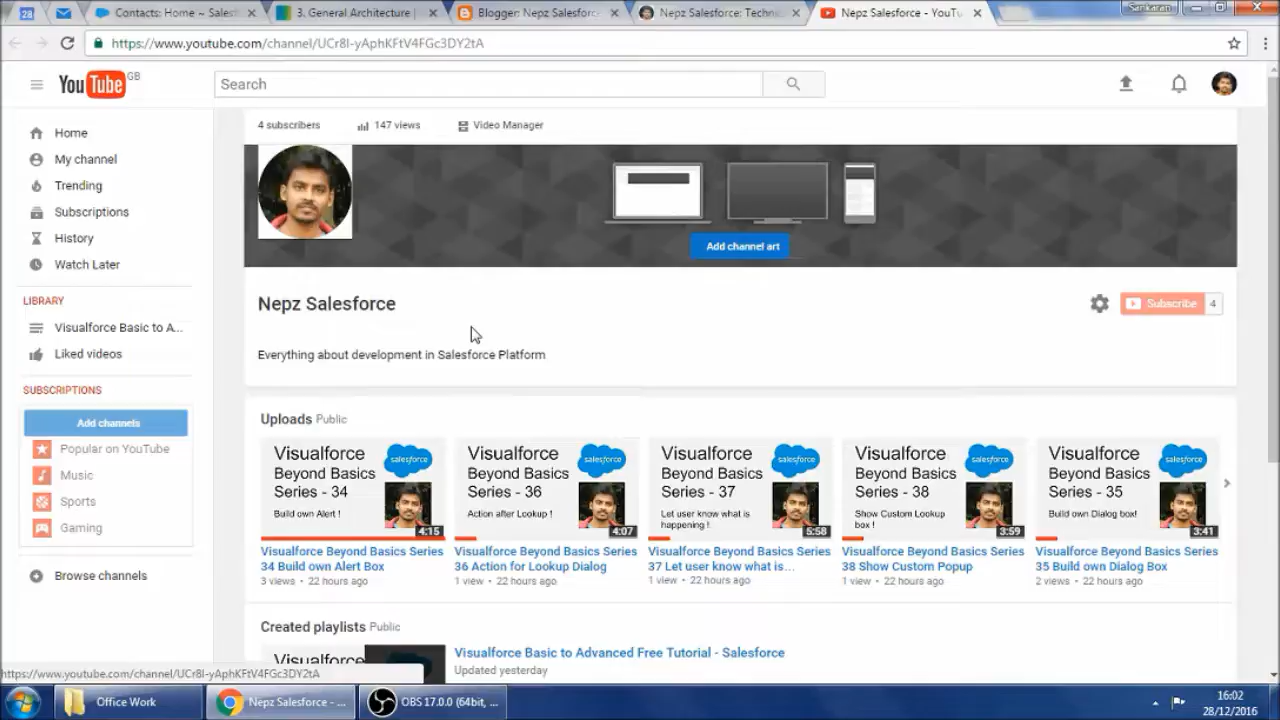 28
Contacts: Home ~ Salesf
3. General Architecture |
Blogger: Nepz Salesforce
Nepz Salesforce: Techni
Nepz Salesforce - YouTu
Sankaran
https://www.youtube.com/channel/UCr8I-yAphKFtV4FGc3DY2tA
YouTube GB
Search
Home
My channel
Trending
Subscriptions
History
Watch Later
LIBRARY
Visualforce Basic to A...
Liked videos
SUBSCRIPTIONS
Add channels
Popular on YouTube
Music
Sports
Gaming
Browse channels
4 subscribers
147 views
Video Manager
Add channel art
Nepz Salesforce
Subscribe 4
Everything about development in Salesforce Platform
Uploads Public
Visualforce
Beyond Basics
Series - 34
Build own Alert !
salesforce
4:15
Visualforce Beyond Basics Series
34 Build own Alert Box
3 views • 22 hours ago
Visualforce
Beyond Basics
Series - 36
Action after Lookup !
salesforce
4:07
Visualforce Beyond Basics Series
36 Action for Lookup Dialog
1 view • 22 hours ago
Visualforce
Beyond Basics
Series - 37
Let user know what is
happening !
salesforce
5:58
Visualforce Beyond Basics Series
37 Let user know what is...
1 view • 22 hours ago
Visualforce
Beyond Basics
Series - 38
Show Custom Lookup
box !
salesforce
3:59
Visualforce Beyond Basics Series
38 Show Custom Popup
1 view • 22 hours ago
Visualforce
Beyond Basics
Series - 35
Build own Dialog box!
salesforce
3:41
Visualforce Beyond Basics Series
35 Build own Dialog Box
2 views • 22 hours ago
Created playlists Public
Visualforce
Visualforce Basic to Advanced Free Tutorial - Salesforce
Updated yesterday
https://www.youtube.com/channel/UCr8I-yAphKFtV4FGc3DY2tA
Office Work
Nepz Salesforce - ...
OBS 17.0.0 (64bit, ...
16:02
28/12/2016